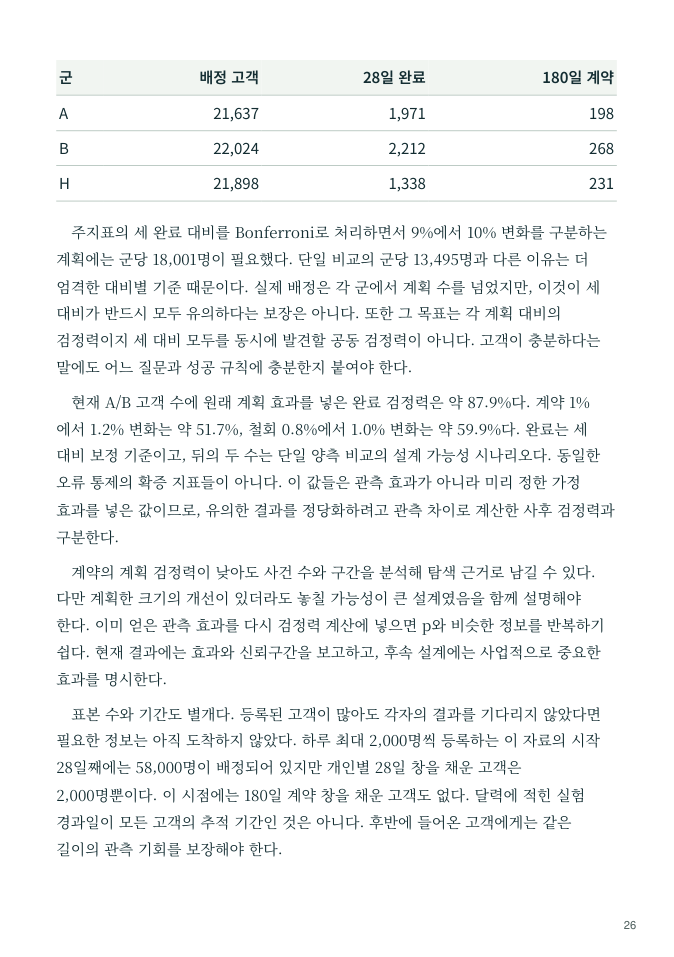 군 배정 고객 28일 완료 180일 계약
A 21,637 1,971 198
B 22,024 2,212 268
H 21,898 1,338 231
주지표의 세 완료 대비를 Bonferroni로 처리하면서 9%에서 10% 변화를 구분하는
계획에는 군당 18,001명이 필요했다. 단일 비교의 군당 13,495명과 다른 이유는 더
엄격한 대비별 기준 때문이다. 실제 배정은 각 군에서 계획 수를 넘었지만, 이것이 세
대비가 반드시 모두 유의하다는 보장은 아니다. 또한 그 목표는 각 계획 대비의
검정력이지 세 대비 모두를 동시에 발견할 공동 검정력이 아니다. 고객이 충분하다는
말에도 어느 질문과 성공 규칙에 충분한지 붙여야 한다.
현재 A/B 고객 수에 원래 계획 효과를 넣은 완료 검정력은 약 87.9%다. 계약 1%
에서 1.2% 변화는 약 51.7%, 철회 0.8%에서 1.0% 변화는 약 59.9%다. 완료는 세
대비 보정 기준이고, 뒤의 두 수는 단일 양측 비교의 설계 가능성 시나리오다. 동일한
오류 통제의 확증 지표들이 아니다. 이 값들은 관측 효과가 아니라 미리 정한 가정
효과를 넣은 값이므로, 유의한 결과를 정당화하려고 관측 차이로 계산한 사후 검정력과
구분한다.
계약의 계획 검정력이 낮아도 사건 수와 구간을 분석해 탐색 근거로 남길 수 있다.
다만 계획한 크기의 개선이 있더라도 놓칠 가능성이 큰 설계였음을 함께 설명해야
한다. 이미 얻은 관측 효과를 다시 검정력 계산에 넣으면 p와 비슷한 정보를 반복하기
쉽다. 현재 결과에는 효과와 신뢰구간을 보고하고, 후속 설계에는 사업적으로 중요한
효과를 명시한다.
표본 수와 기간도 별개다. 등록된 고객이 많아도 각자의 결과를 기다리지 않았다면
필요한 정보는 아직 도착하지 않았다. 하루 최대 2,000명씩 등록하는 이 자료의 시작
28일째에는 58,000명이 배정되어 있지만 개인별 28일 창을 채운 고객은
2,000명뿐이다. 이 시점에는 180일 계약 창을 채운 고객도 없다. 달력에 적힌 실험
경과일이 모든 고객의 추적 기간인 것은 아니다. 후반에 들어온 고객에게는 같은
길이의 관측 기회를 보장해야 한다.
26